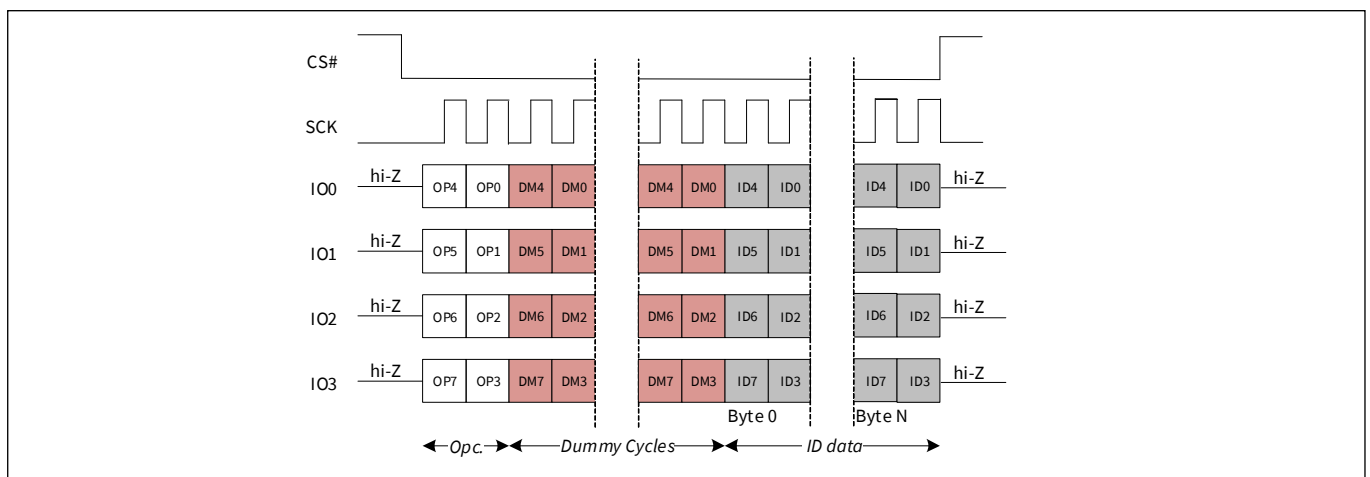 CS#
SCK
IO0 hi-Z OP4 OP0 DM4 DM0 DM4 DM0 ID4 ID0 ID4 ID0 hi-Z
IO1 hi-Z OP5 OP1 DM5 DM1 DM5 DM1 ID5 ID1 ID5 ID1 hi-Z
IO2 hi-Z OP6 OP2 DM6 DM2 DM6 DM2 ID6 ID2 ID6 ID2 hi-Z
IO3 hi-Z OP7 OP3 DM7 DM3 DM7 DM3 ID7 ID3 ID7 ID3 hi-Z
Byte 0 Byte N
Opc. Dummy Cycles ID data